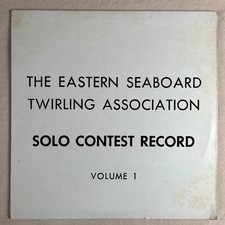 THE EASTERN SEABOARD
TWIRLING ASSOCIATION
SOLO CONTEST RECORD
VOLUME 1